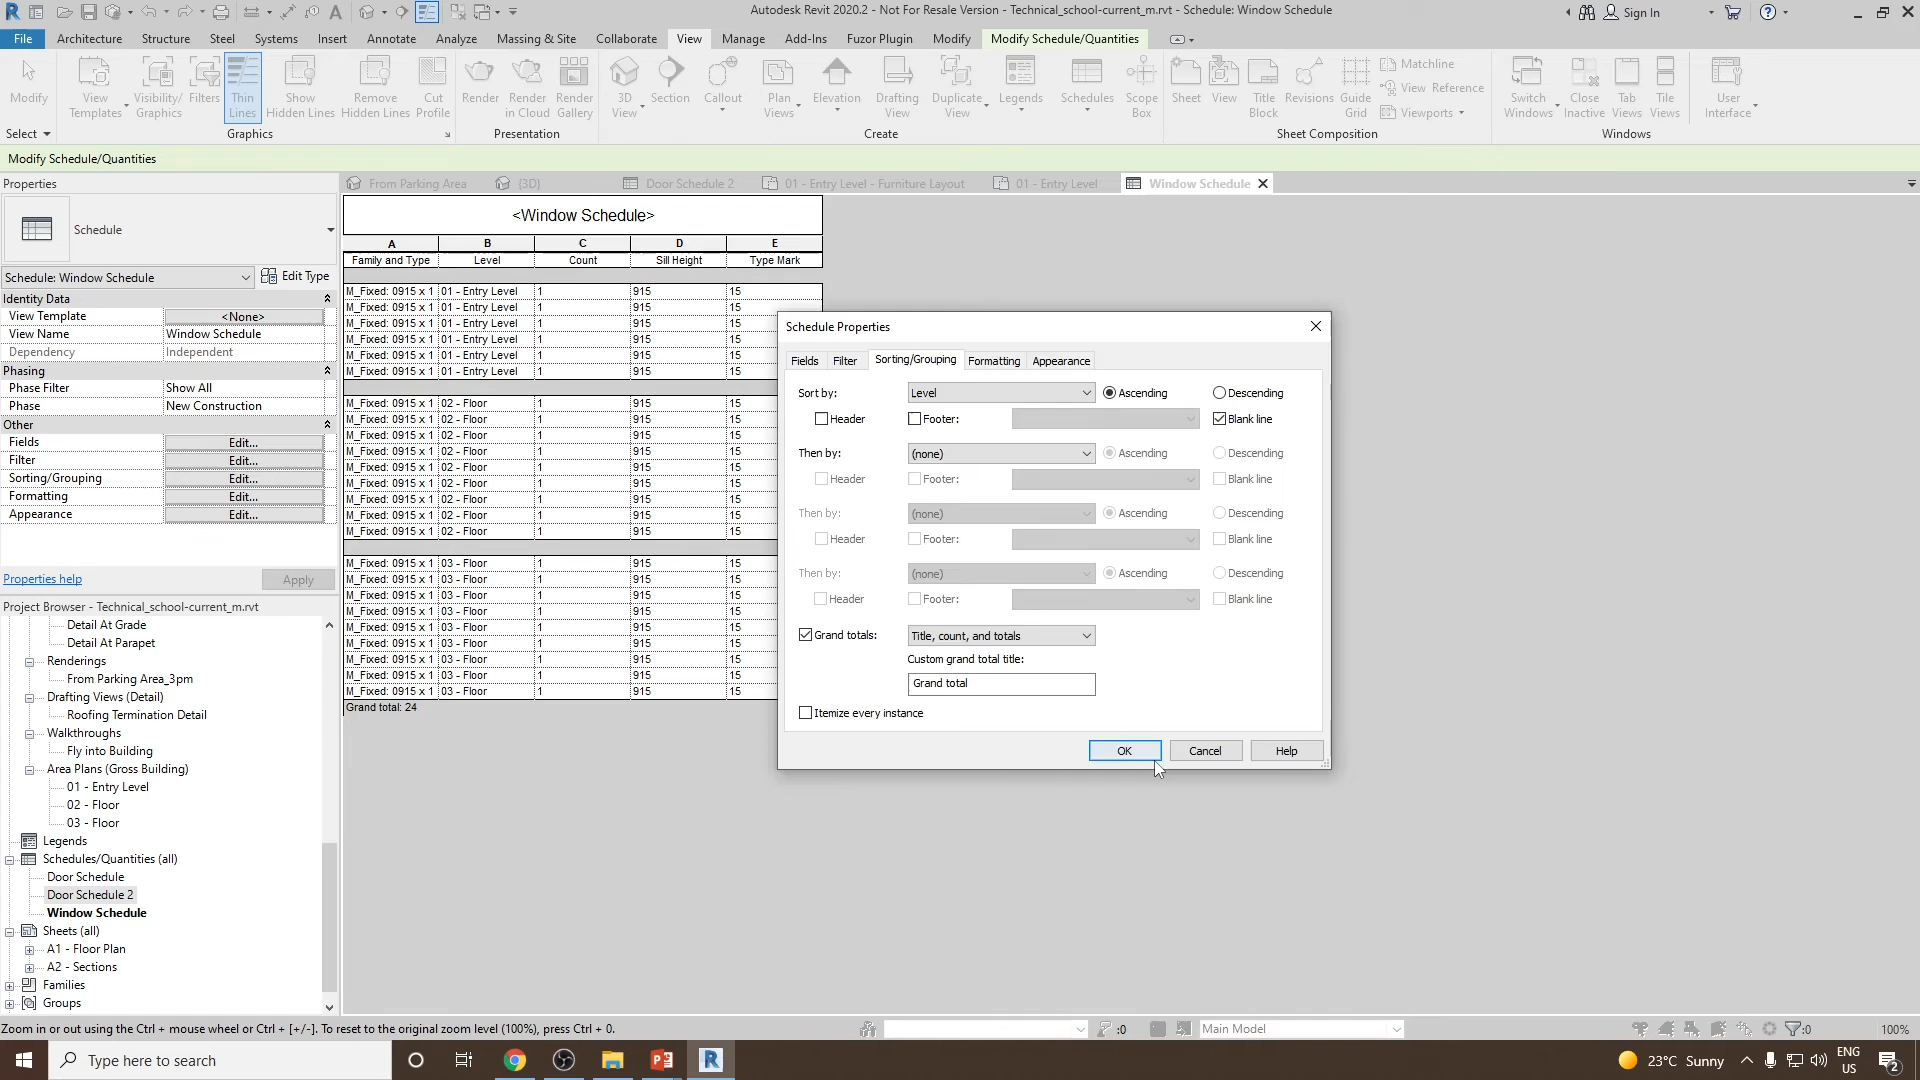 Autodesk Revit 2020.2 - Not For Resale Version - Technical_school-current_m.rvt - Schedule: Window Schedule
Sign In
File Architecture Structure Steel Systems Insert Annotate Analyze Massing & Site Collaborate View Manage Add-Ins Fuzor Plugin Modify Modify Schedule/Quantities
Modify
View Templates
Visibility/ Graphics
Filters
Thin Lines
Show Hidden Lines
Remove Hidden Lines
Cut Profile
Render
Render in Cloud
Render Gallery
3D View
Section
Callout
Plan Views
Elevation
Drafting View
Duplicate View
Legends
Schedules
Scope Box
Sheet
View
Title Block
Revisions
Guide Grid
Matchline
View Reference
Viewports
Switch Windows
Close Inactive
Tab Views
Tile Views
User Interface
Select Graphics Presentation Create Sheet Composition Windows
Modify Schedule/Quantities
Properties
From Parking Area {3D} Door Schedule 2 01 - Entry Level - Furniture Layout 01 - Entry Level Window Schedule
Schedule
Schedule: Window Schedule Edit Type
Identity Data
View Template <None>
View Name Window Schedule
Dependency Independent
Phasing
Phase Filter Show All
Phase New Construction
Other
Fields Edit...
Filter Edit...
Sorting/Grouping Edit...
Formatting Edit...
Appearance Edit...
Properties help Apply
Project Browser - Technical_school-current_m.rvt
Detail At Grade
Detail At Parapet
Renderings
From Parking Area_3pm
Drafting Views (Detail)
Roofing Termination Detail
Walkthroughs
Fly into Building
Area Plans (Gross Building)
01 - Entry Level
02 - Floor
03 - Floor
Legends
Schedules/Quantities (all)
Door Schedule
Door Schedule 2
Window Schedule
Sheets (all)
A1 - Floor Plan
A2 - Sections
Families
Groups
<Window Schedule>
A B C D E
Family and Type Level Count Sill Height Type Mark
M_Fixed: 0915 x 1 01 - Entry Level 1 915 15
M_Fixed: 0915 x 1 01 - Entry Level 1 915 15
M_Fixed: 0915 x 1 01 - Entry Level 1 915 15
M_Fixed: 0915 x 1 01 - Entry Level 1 915 15
M_Fixed: 0915 x 1 01 - Entry Level 1 915 15
M_Fixed: 0915 x 1 01 - Entry Level 1 915 15
M_Fixed: 0915 x 1 02 - Floor 1 915 15
M_Fixed: 0915 x 1 02 - Floor 1 915 15
M_Fixed: 0915 x 1 02 - Floor 1 915 15
M_Fixed: 0915 x 1 02 - Floor 1 915 15
M_Fixed: 0915 x 1 02 - Floor 1 915 15
M_Fixed: 0915 x 1 02 - Floor 1 915 15
M_Fixed: 0915 x 1 02 - Floor 1 915 15
M_Fixed: 0915 x 1 02 - Floor 1 915 15
M_Fixed: 0915 x 1 02 - Floor 1 915 15
M_Fixed: 0915 x 1 03 - Floor 1 915 15
M_Fixed: 0915 x 1 03 - Floor 1 915 15
M_Fixed: 0915 x 1 03 - Floor 1 915 15
M_Fixed: 0915 x 1 03 - Floor 1 915 15
M_Fixed: 0915 x 1 03 - Floor 1 915 15
M_Fixed: 0915 x 1 03 - Floor 1 915 15
M_Fixed: 0915 x 1 03 - Floor 1 915 15
M_Fixed: 0915 x 1 03 - Floor 1 915 15
M_Fixed: 0915 x 1 03 - Floor 1 915 15
Grand total: 24
Schedule Properties
Fields Filter Sorting/Grouping Formatting Appearance
Sort by: Level Ascending Descending
Header Footer: Blank line
Then by: (none) Ascending Descending
Header Footer: Blank line
Then by: (none) Ascending Descending
Header Footer: Blank line
Then by: (none) Ascending Descending
Header Footer: Blank line
Grand totals: Title, count, and totals
Custom grand total title:
Grand total
Itemize every instance
OK Cancel Help
Zoom in or out using the Ctrl + mouse wheel or Ctrl + [+/-]. To reset to the original zoom level (100%), press Ctrl + 0.
:0 Main Model :0 100%
Type here to search
23°C Sunny
ENG
US
2